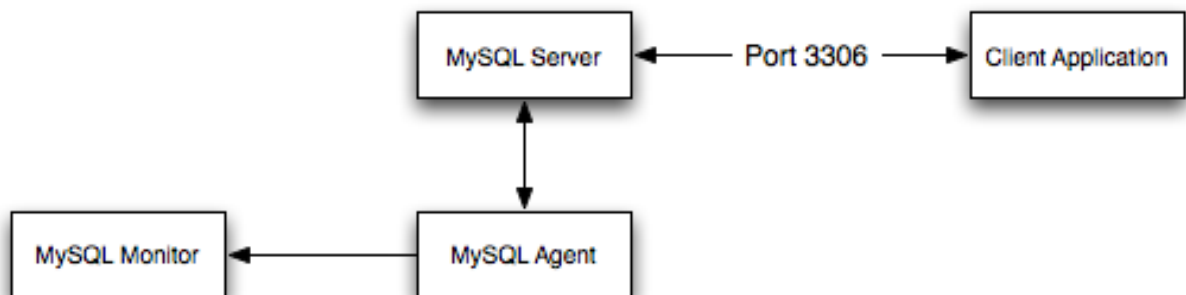 MySQL Server
Port 3306
Client Application
MySQL Monitor
MySQL Agent